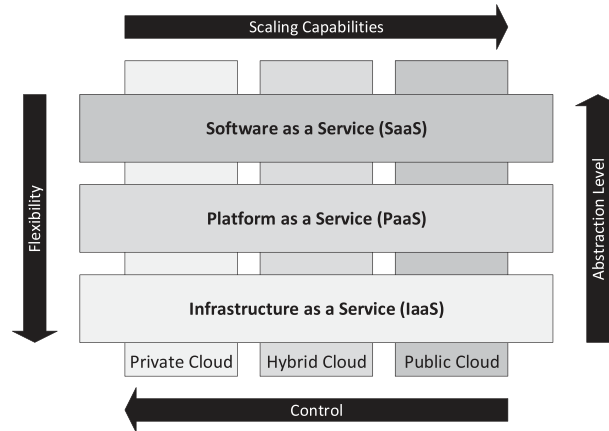 Scaling Capabilities
Software as a Service (SaaS)
Platform as a Service (PaaS)
Infrastructure as a Service (IaaS)
Flexibility
Abstraction Level
Private Cloud
Hybrid Cloud
Public Cloud
Control